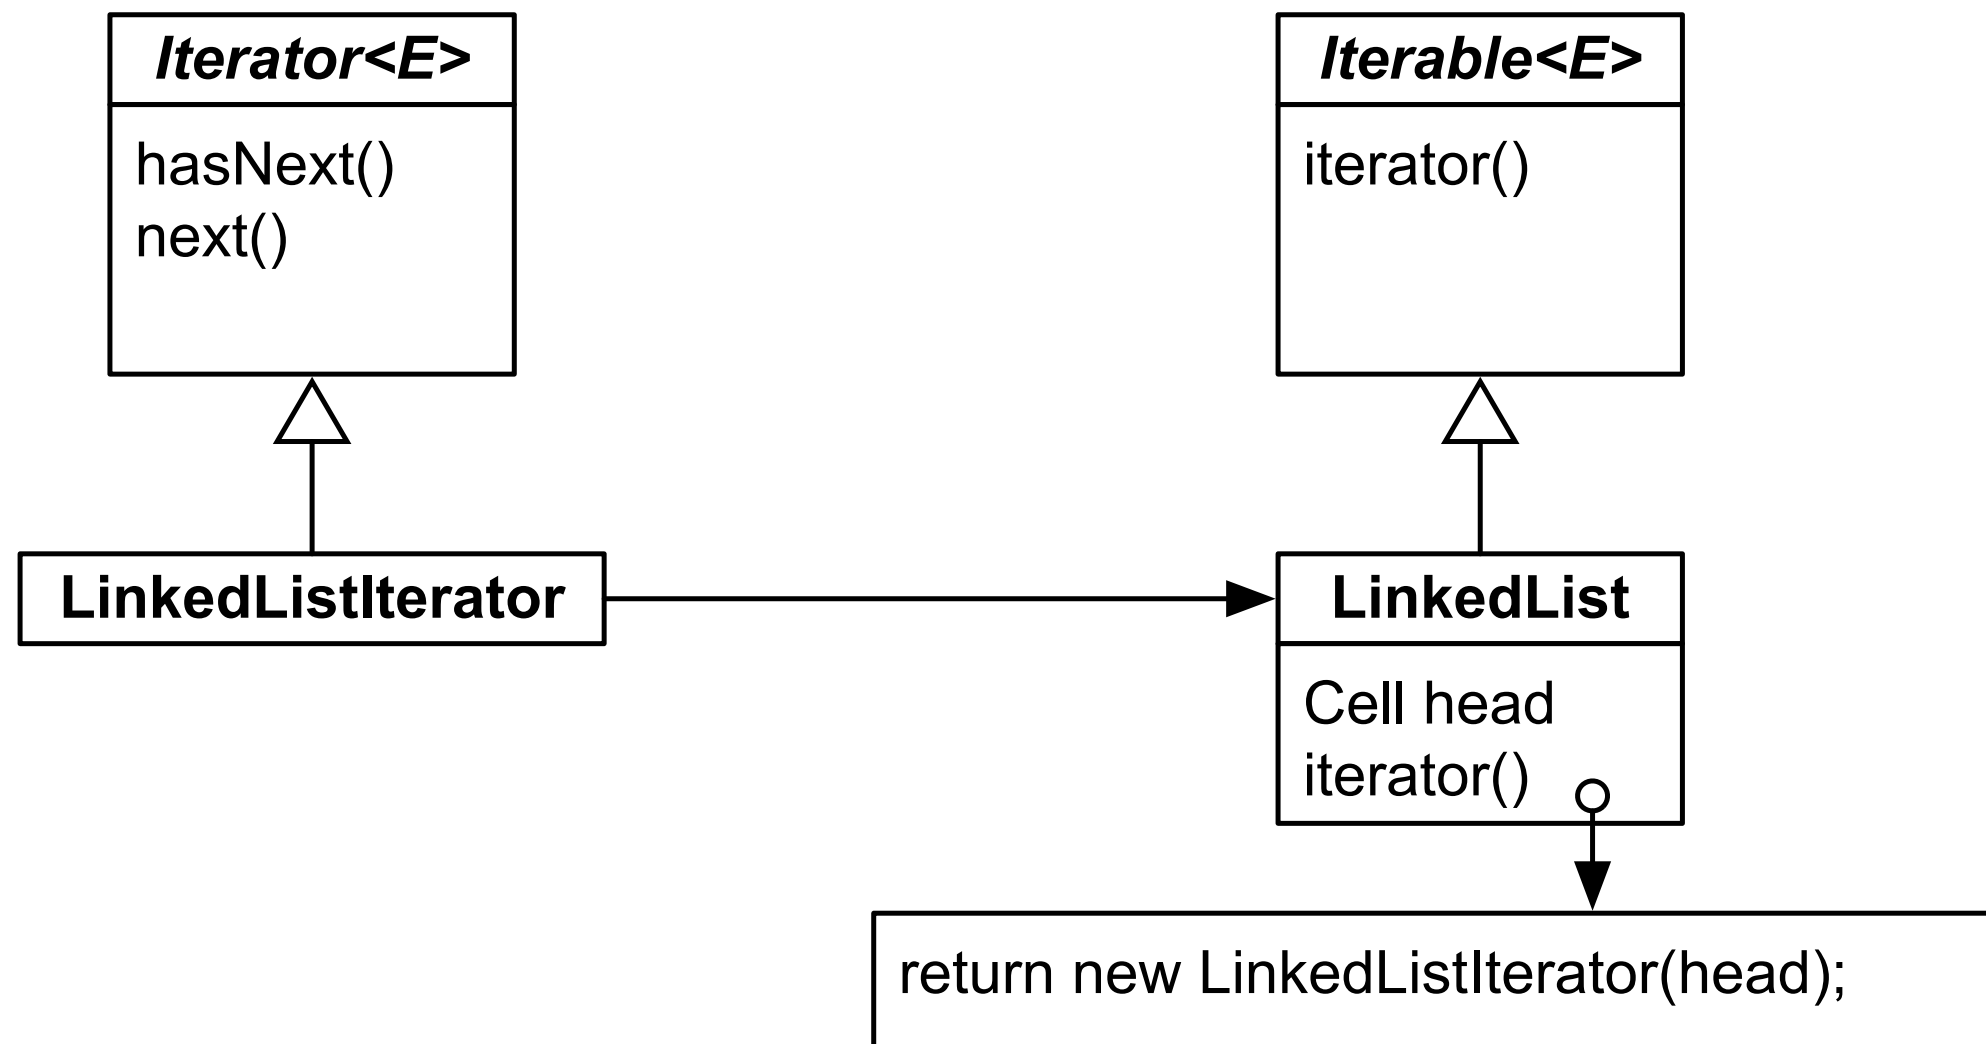 Iterator<E>
hasNext()
next()
Iterable<E>
iterator()
LinkedListIterator
LinkedList
Cell head
iterator()
return new LinkedListIterator(head);